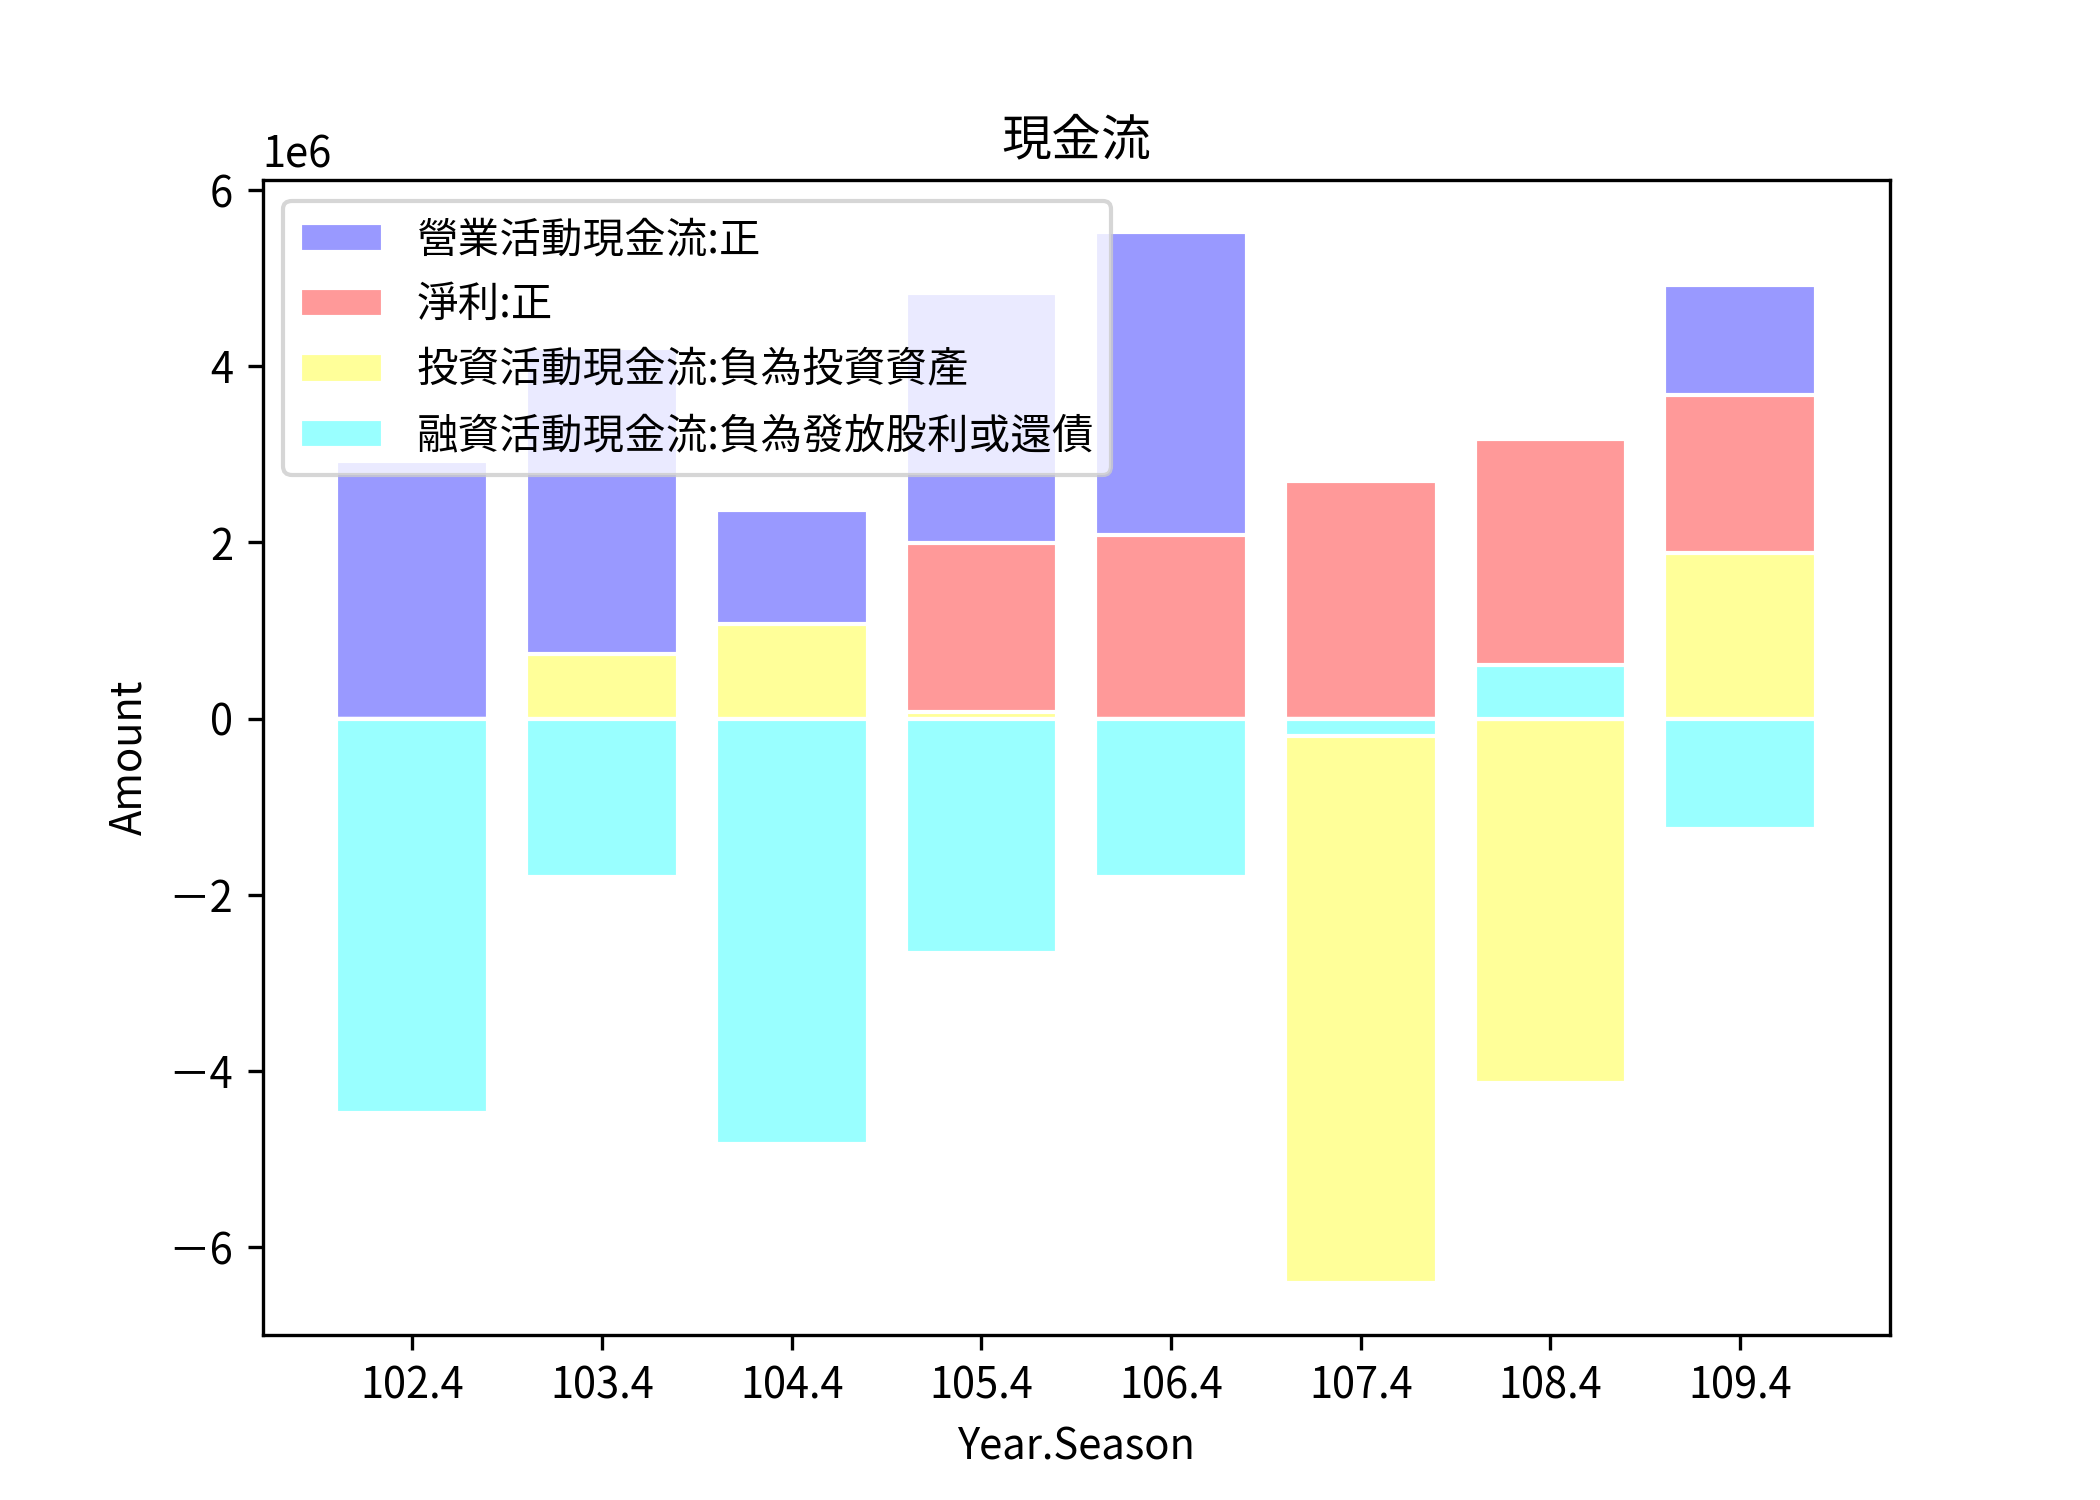 現金流
1e6
6
4
2
0
−2
−4
−6
Amount
營業活動現金流:正
淨利:正
投資活動現金流:負為投資資產
融資活動現金流:負為發放股利或還債
102.4 103.4 104.4 105.4 106.4 107.4 108.4 109.4
Year.Season